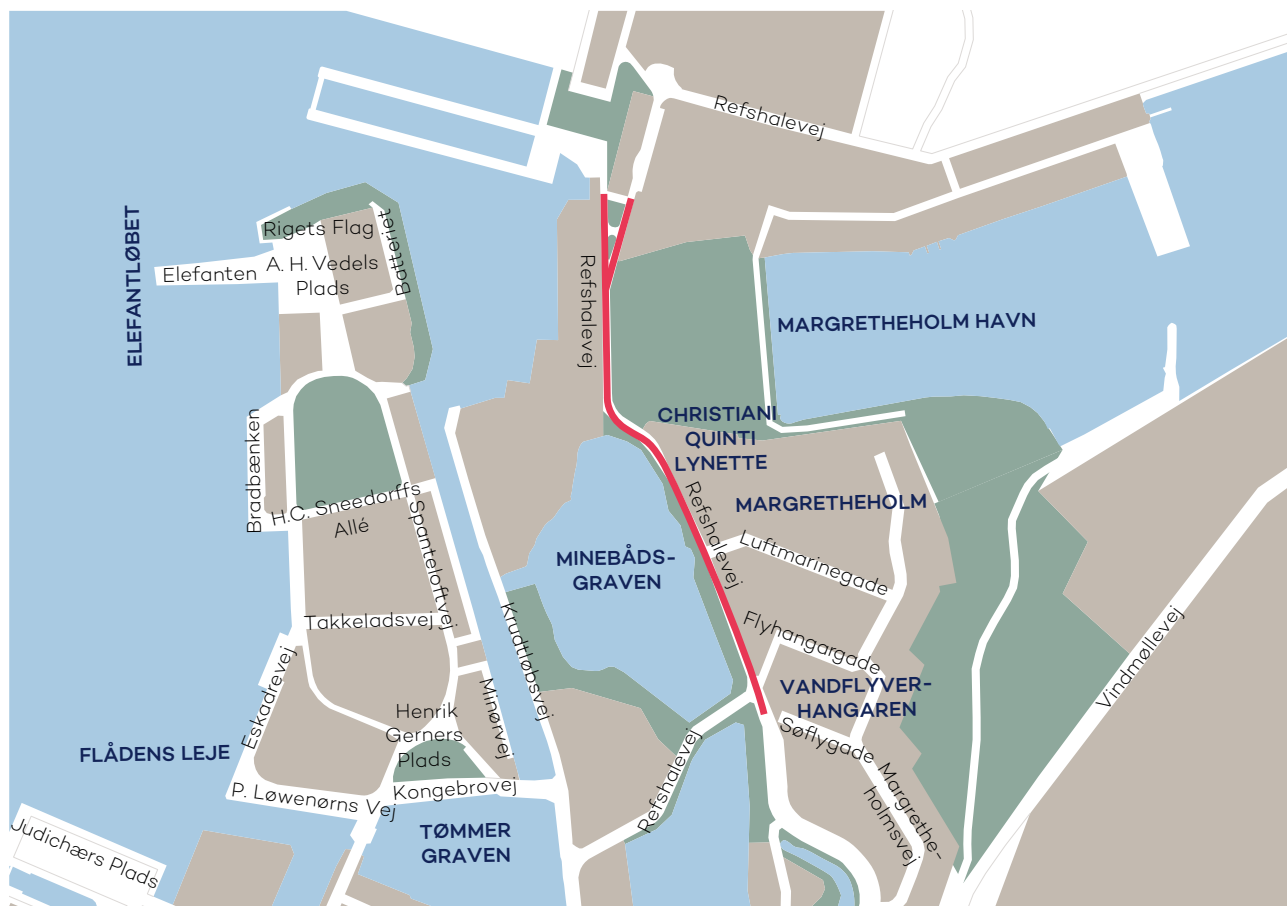 Refshalevej
Rigets Flag
Batteriet
ELEFANTLØBET
Elefanten
A. H. Vedels
Plads
Refshalevej
MARGRETHEHOLM HAVN
CHRISTIANI
QUINTI
LYNETTE
Bradbænken
H.C. Sneedorffs
Allé
Spanteloftvej
Refshalevej
MARGRETHEHOLM
Luftmarinegade
MINEBÅDS-
GRAVEN
Takkeladsvej
Krudtløbsvej
Flyhangargade
Vindmøllevej
Eskadrevej
Minørvej
VANDFLYVER-
HANGAREN
Henrik
Gerners
Plads
Søflygade
FLÅDENS LEJE
Refshalevej
Margrethe-
holmsvej
P. Løwenørns Vej
Kongebrovej
TØMMER
GRAVEN
Judichærs Plads